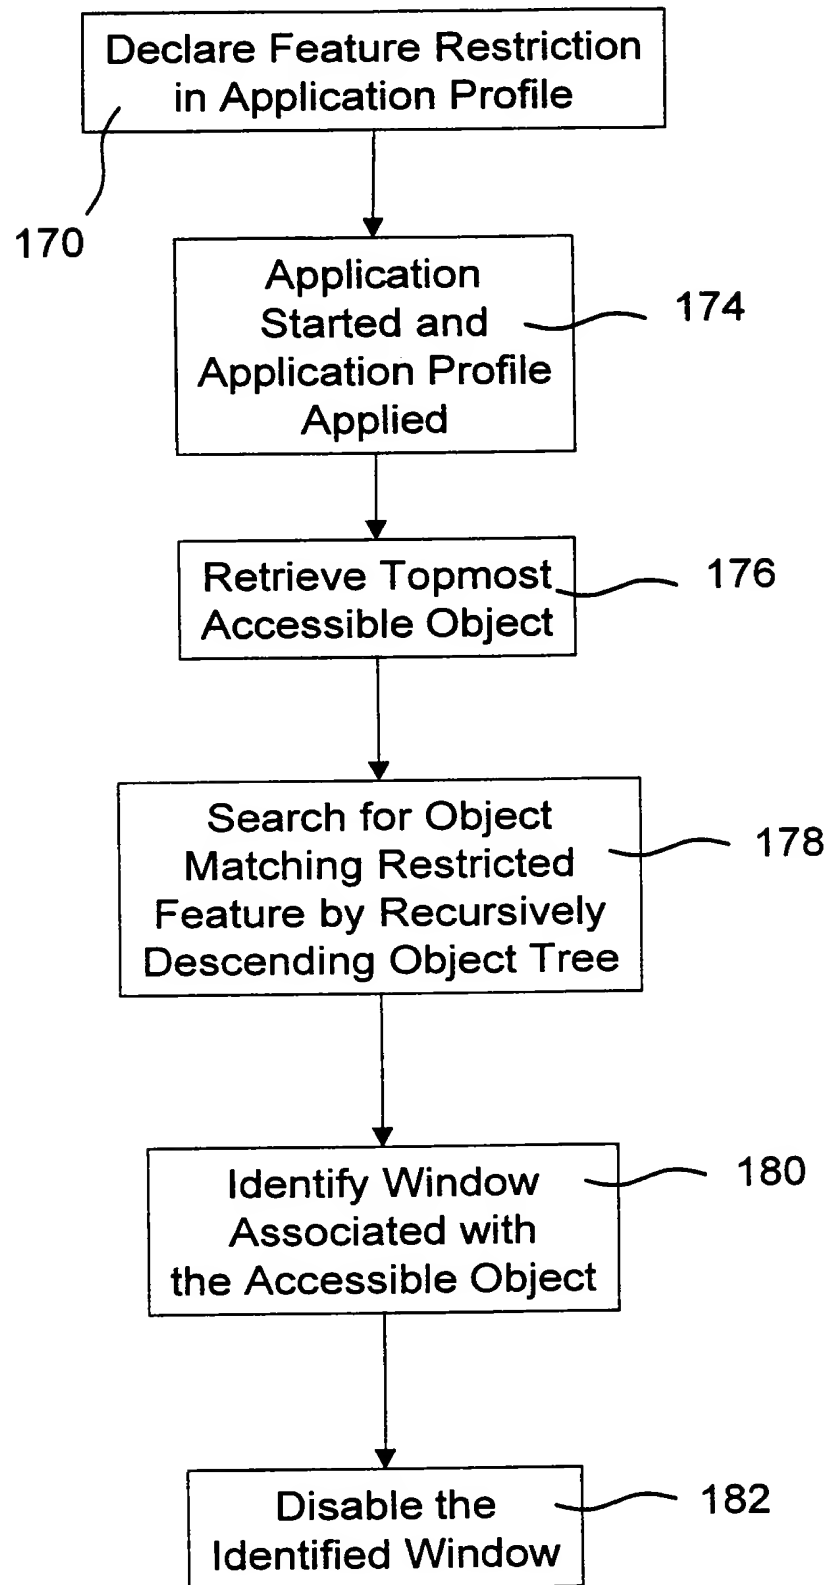 Declare Feature Restriction
in Application Profile
170
Application
Started and
Application Profile
Applied
174
Retrieve Topmost
Accessible Object
176
Search for Object
Matching Restricted
Feature by Recursively
Descending Object Tree
178
Identify Window
Associated with
the Accessible Object
180
Disable the
Identified Window
182